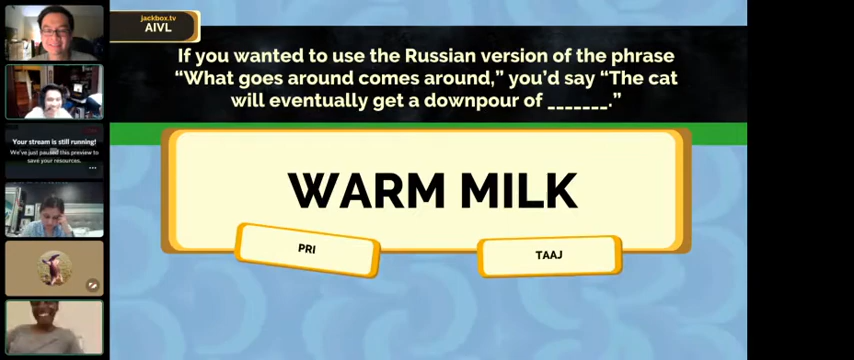 jackbox.tv
AIVL
If you wanted to use the Russian version of the phrase
“What goes around comes around,” you’d say “The cat
will eventually get a downpour of _______.”
WARM MILK
PRI
TAAJ
Your stream is still running!
We've just paused this preview to
save your resources.